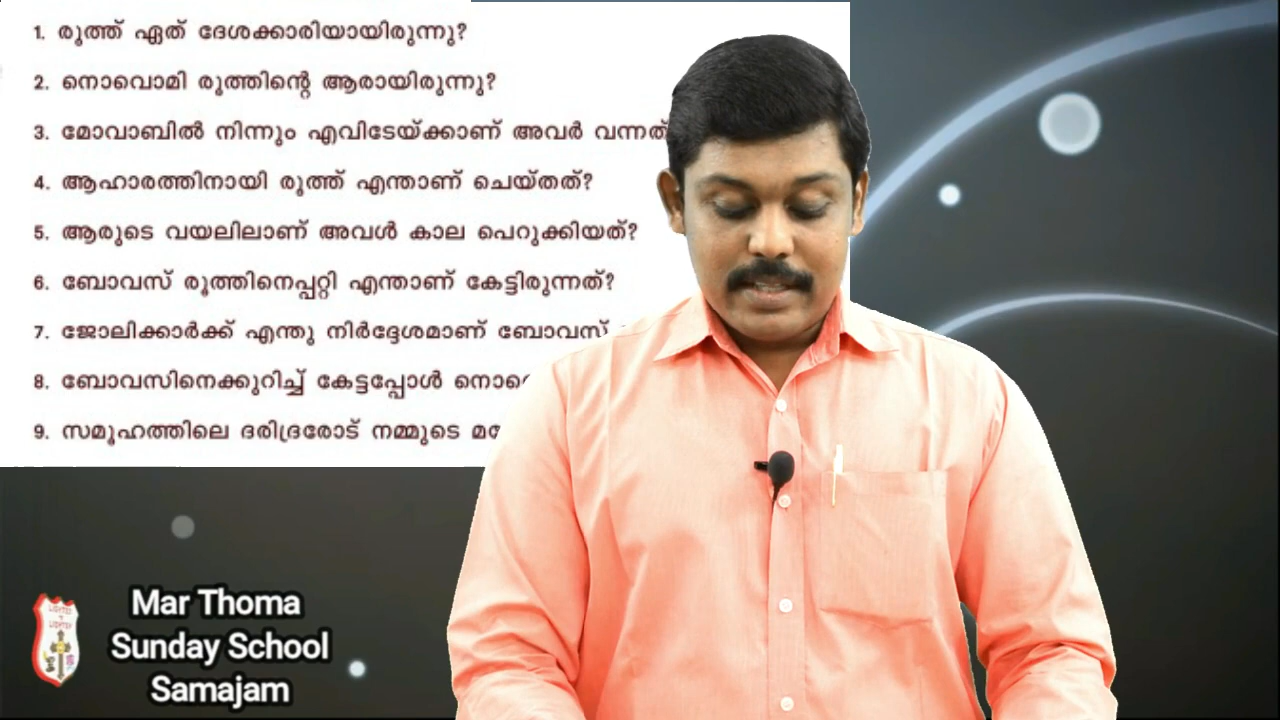 1. രൂത്ത് ഏത് ദേശക്കാരിയായിരുന്നു?
2. നൊവൊമി രൂത്തിന്റെ ആരായിരുന്നു?
3. മോവാബിൽ നിന്നും എവിടേയ്ക്കാണ് അവർ വന്നത്
4. ആഹാരത്തിനായി രൂത്ത് എന്താണ് ചെയ്തത്?
5. ആരുടെ വയലിലാണ് അവൾ കാല പെറുക്കിയത്?
6. ബോവസ് രൂത്തിനെപ്പറ്റി എന്താണ് കേട്ടിരുന്നത്?
7. ജോലിക്കാർക്ക് എന്തു നിർദ്ദേശമാണ് ബോവസ്
8. ബോവസിനെക്കുറിച്ച് കേട്ടപ്പോൾ
9. സമൂഹത്തിലെ ദരിദ്രരോട് നമ്മുടെ
Mar Thoma
Sunday School
Samajam